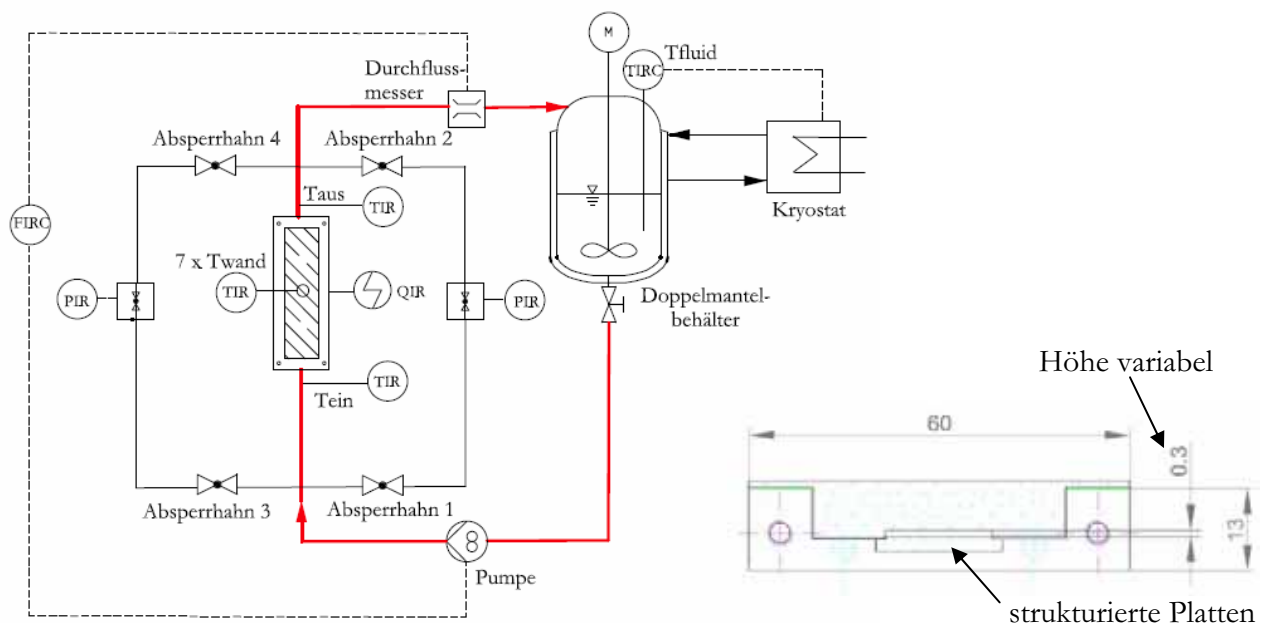 M
Tfluid
TIRC
Durchfluss-
messer
Absperrhahn 4
Absperrhahn 2
Taus
TIR
Kryostat
FIRC
7 x Twand
TIR
QIR
PIR
PIR
Doppelmantel-
behälter
TIR
Tein
Absperrhahn 3
Absperrhahn 1
Pumpe
Höhe variabel
60
0.3
13
strukturierte Platten